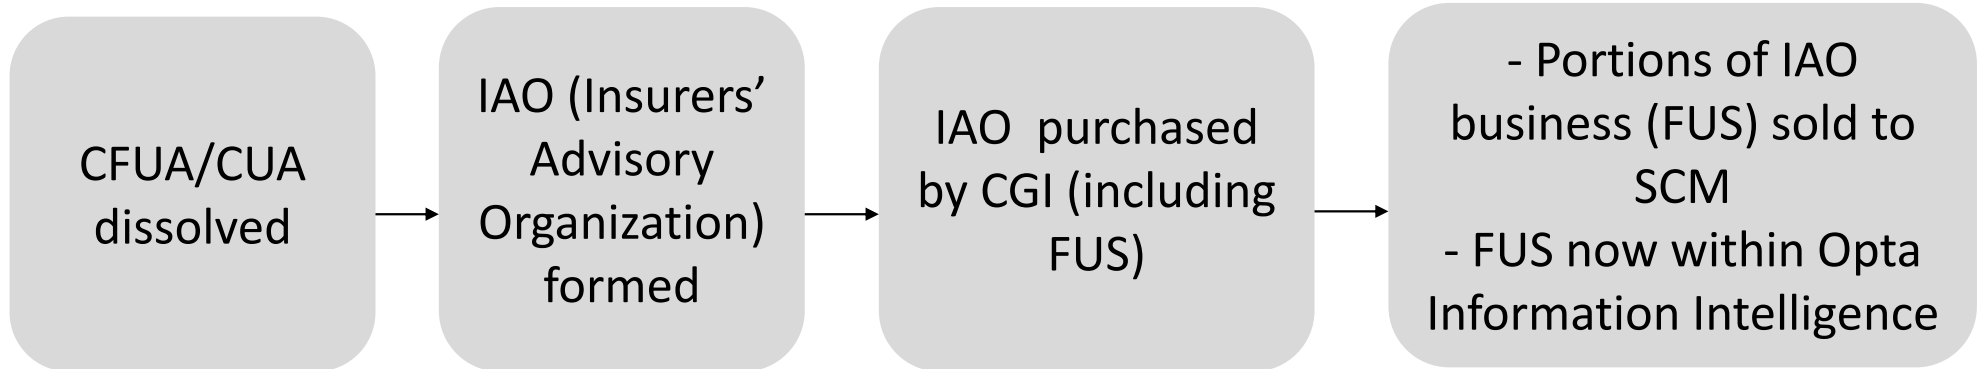 CFUA/CUA
dissolved
IAO (Insurers’
Advisory
Organization)
formed
IAO  purchased
by CGI (including
FUS)
- Portions of IAO
business (FUS) sold to
SCM
- FUS now within Opta
Information Intelligence